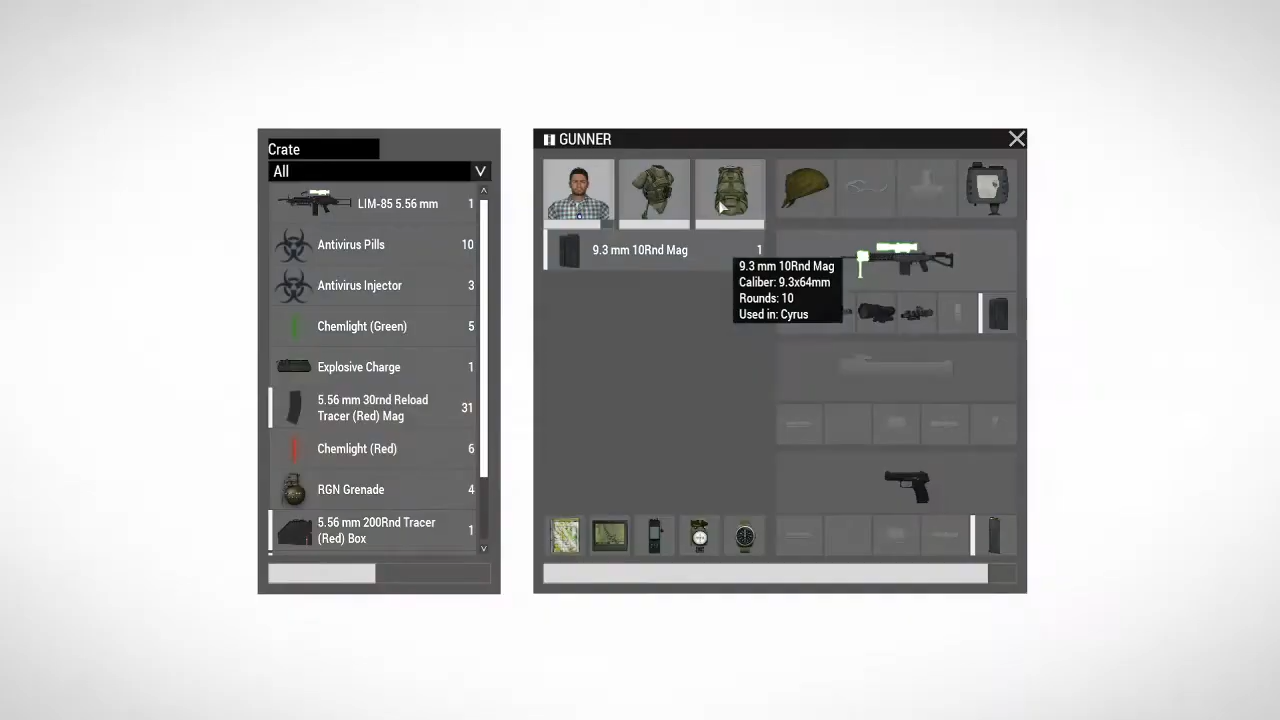 Crate
All
LIM-85 5.56 mm 1
Antivirus Pills 10
Antivirus Injector 3
Chemlight (Green) 5
Explosive Charge 1
5.56 mm 30rnd Reload
Tracer (Red) Mag 31
Chemlight (Red) 6
RGN Grenade 4
5.56 mm 200Rnd Tracer
(Red) Box 1
GUNNER
9.3 mm 10Rnd Mag 1
9.3 mm 10Rnd Mag
Caliber: 9.3x64mm
Rounds: 10
Used in: Cyrus